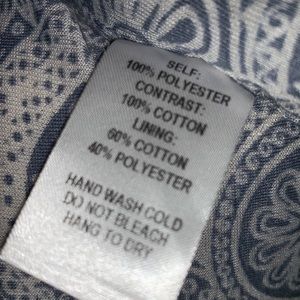 SELF:
100% POLYESTER
CONTRAST:
100% COTTON
LINING:
60% COTTON
40% POLYESTER
HAND WASH COLD
DO NOT BLEACH
HANG TO DRY